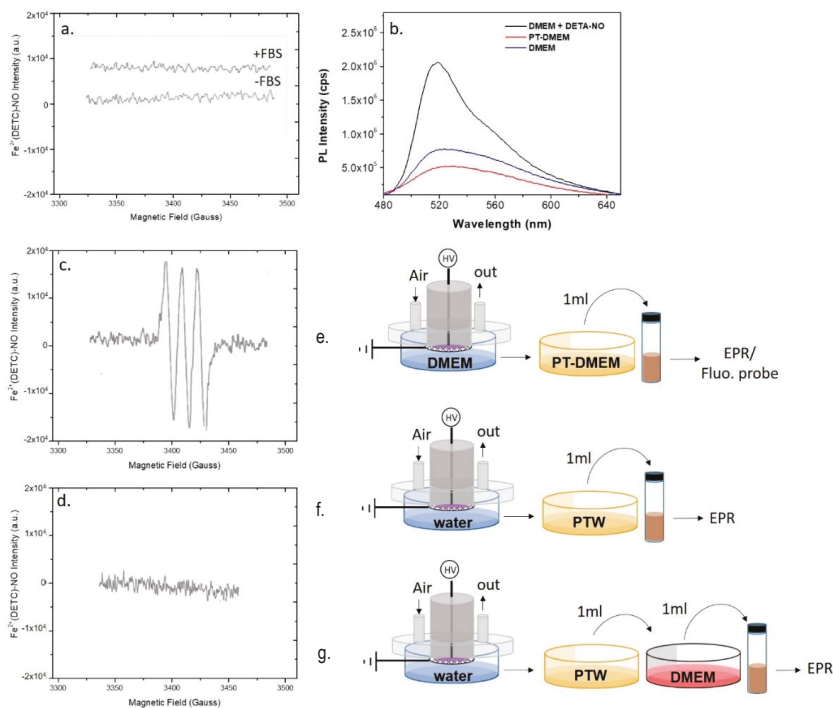 a.
+FBS
-FBS
2x10⁴
1x10⁴
0
-1x10⁴
-2x10⁴
3300 3350 3400 3450 3500
Magnetic Field (Gauss)
Fe²⁺(DETC)-NO Intensity (a.u.)
b.
DMEM + DETA-NO
PT-DMEM
DMEM
2.5x10⁶
2.0x10⁶
1.5x10⁶
1.0x10⁶
5.0x10⁵
480 520 560 600 640
Wavelength (nm)
PL Intensity (cps)
c.
2x10⁴
1x10⁴
0
-1x10⁴
-2x10⁴
3300 3350 3400 3450 3500
Magnetic Field (Gauss)
Fe²⁺(DETC)-NO Intensity (a.u.)
e.
HV
Air
out
DMEM
PT-DMEM
1ml
EPR/
Fluo. probe
d.
2x10⁴
1x10⁴
0
-1x10⁴
-2x10⁴
3300 3350 3400 3450 3500
Magnetic Field (Gauss)
Fe²⁺(DETC)-NO Intensity (a.u.)
f.
HV
Air
out
water
PTW
1ml
EPR
g.
HV
Air
out
water
PTW
1ml
DMEM
1ml
EPR